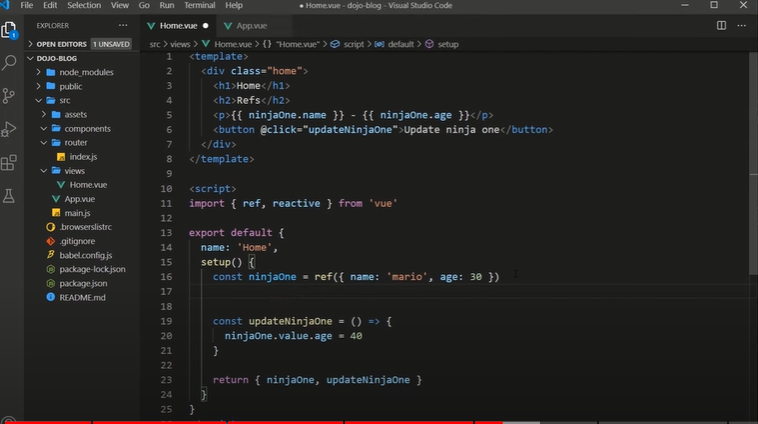 File Edit Selection View Go Run Terminal Help
● Home.vue - dojo-blog - Visual Studio Code
EXPLORER
OPEN EDITORS 1 UNSAVED
DOJO-BLOG
node_modules
public
src
assets
components
router
index.js
views
Home.vue
App.vue
main.js
.browserslistrc
.gitignore
babel.config.js
package-lock.json
package.json
README.md
1
Home.vue ●
App.vue
src > views > Home.vue > {} "Home.vue" > script > default > setup
1 <template>
2 <div class="home">
3 <h1>Home</h1>
4 <h2>Refs</h2>
5 <p>{{ ninjaOne.name }} - {{ ninjaOne.age }}</p>
6 <button @click="updateNinjaOne">Update ninja one</button>
7 </div>
8 </template>
9
10 <script>
11 import { ref, reactive } from 'vue'
12
13 export default {
14 name: 'Home',
15 setup() {
16 const ninjaOne = ref({ name: 'mario', age: 30 })
17
18
19 const updateNinjaOne = () => {
20 ninjaOne.value.age = 40
21 }
22
23 return { ninjaOne, updateNinjaOne }
24 }
25 }